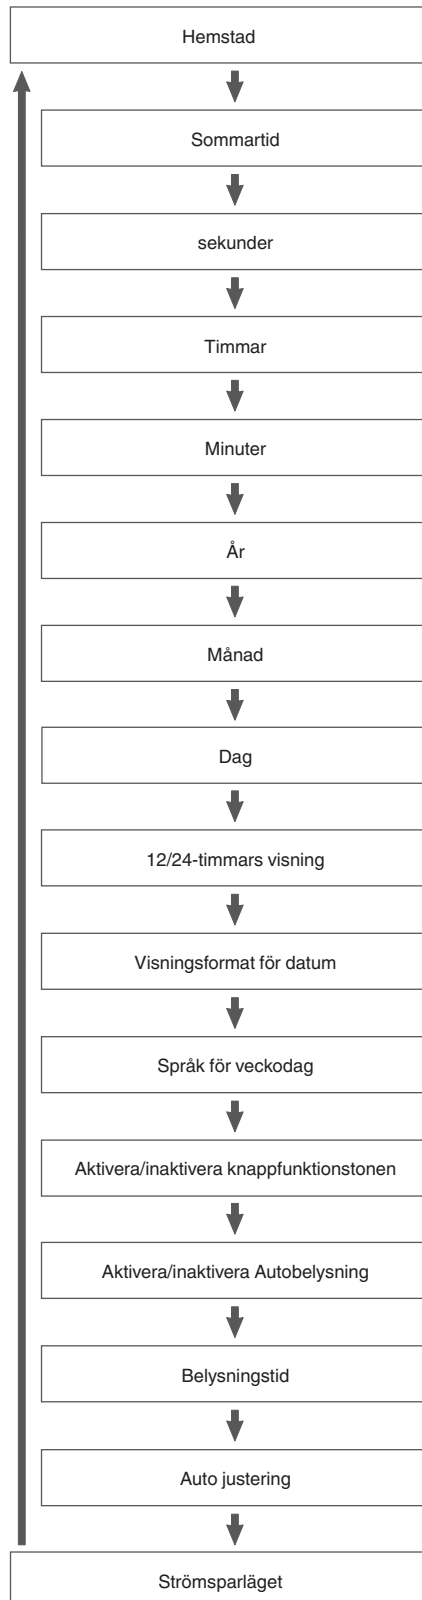 Hemstad
Sommartid
sekunder
Timmar
Minuter
År
Månad
Dag
12/24-timmars visning
Visningsformat för datum
Språk för veckodag
Aktivera/inaktivera knappfunktionstonen
Aktivera/inaktivera Autobelysning
Belysningstid
Auto justering
Strömsparläget